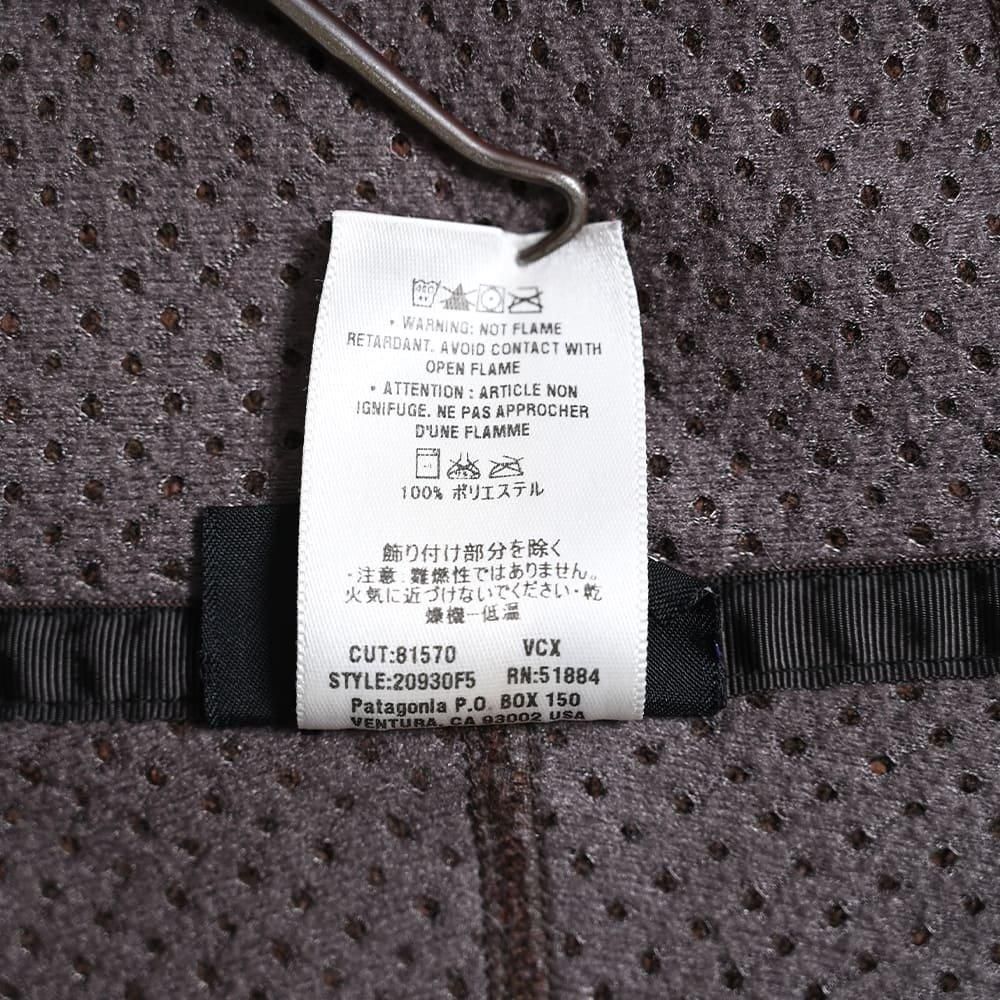 • WARNING: NOT FLAME
RETARDANT. AVOID CONTACT WITH
OPEN FLAME
• ATTENTION : ARTICLE NON
IGNIFUGE. NE PAS APPROCHER
D'UNE FLAMME
100% ポリエステル
飾り付け部分を除く
・注意.難燃性ではありません。
火気に近づけないでください・乾
燥機－低温
CUT:81570 VCX
STYLE:20930F5 RN:51884
Patagonia P.O. BOX 150
VENTURA, CA 93002 USA